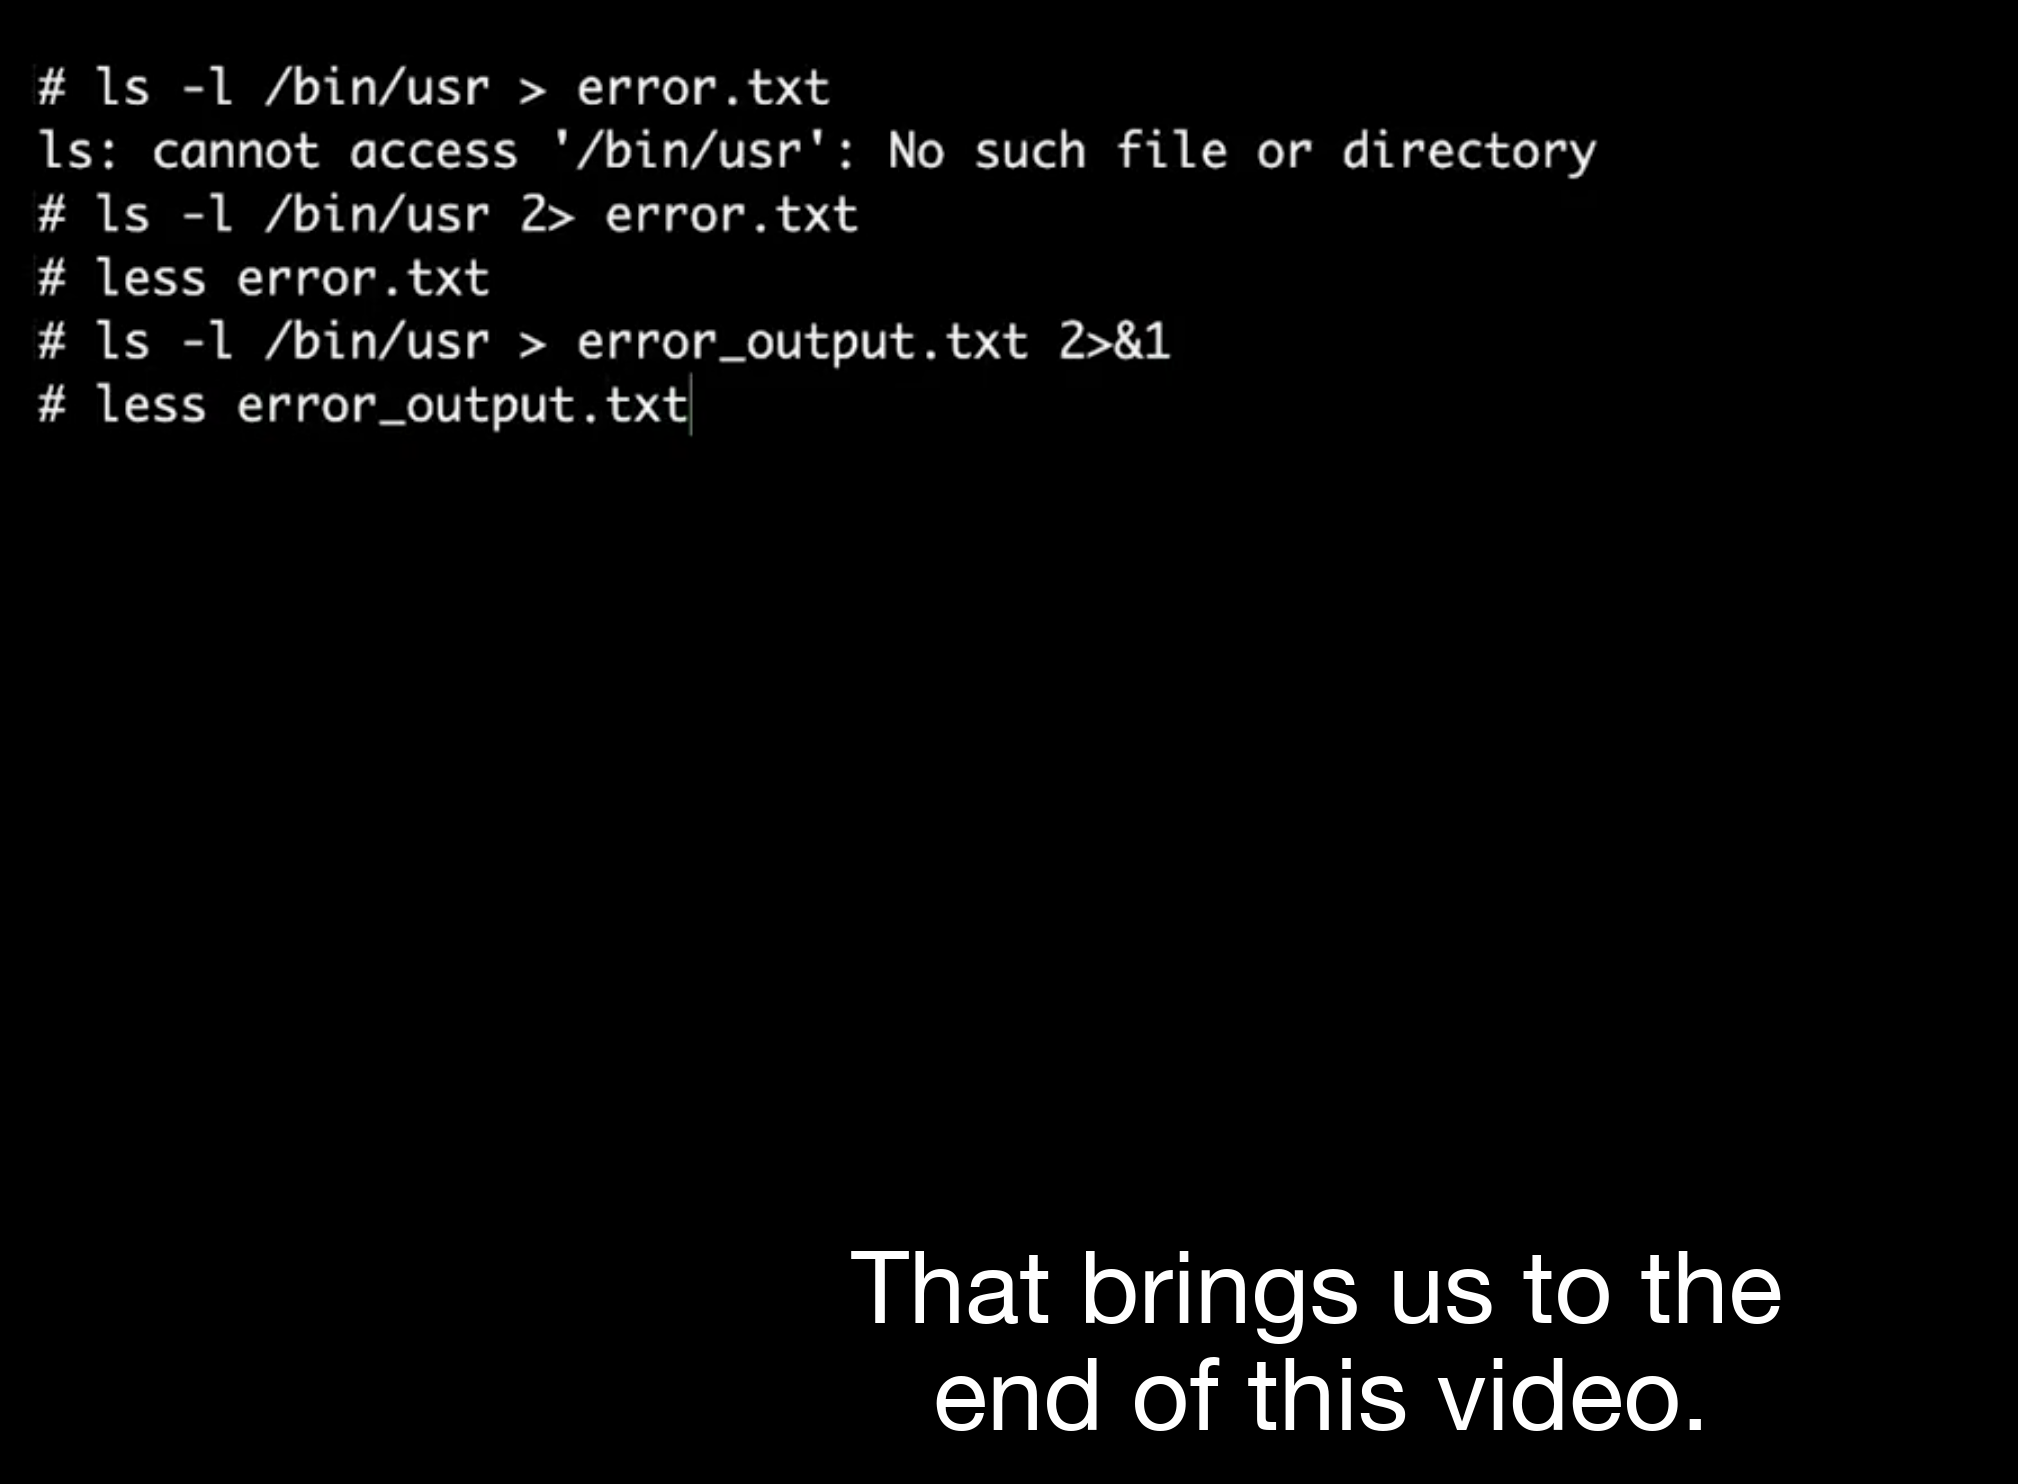 # ls -l /bin/usr > error.txt
ls: cannot access '/bin/usr': No such file or directory
# ls -l /bin/usr 2> error.txt
# less error.txt
# ls -l /bin/usr > error_output.txt 2>&1
# less error_output.txt
That brings us to the
end of this video.